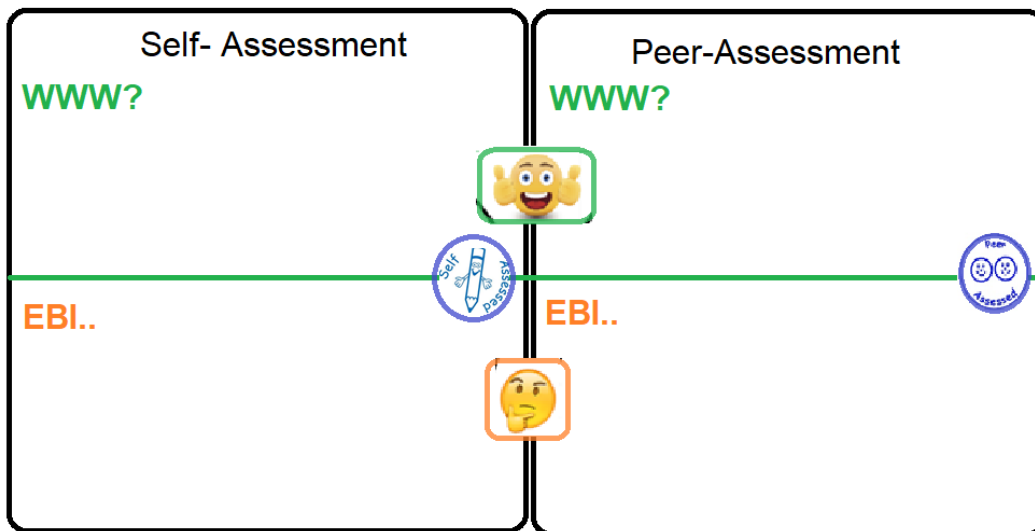 Self- Assessment
WWW?
Self Assessed
EBI..
Peer-Assessment
WWW?
Peer
Assessed
EBI..